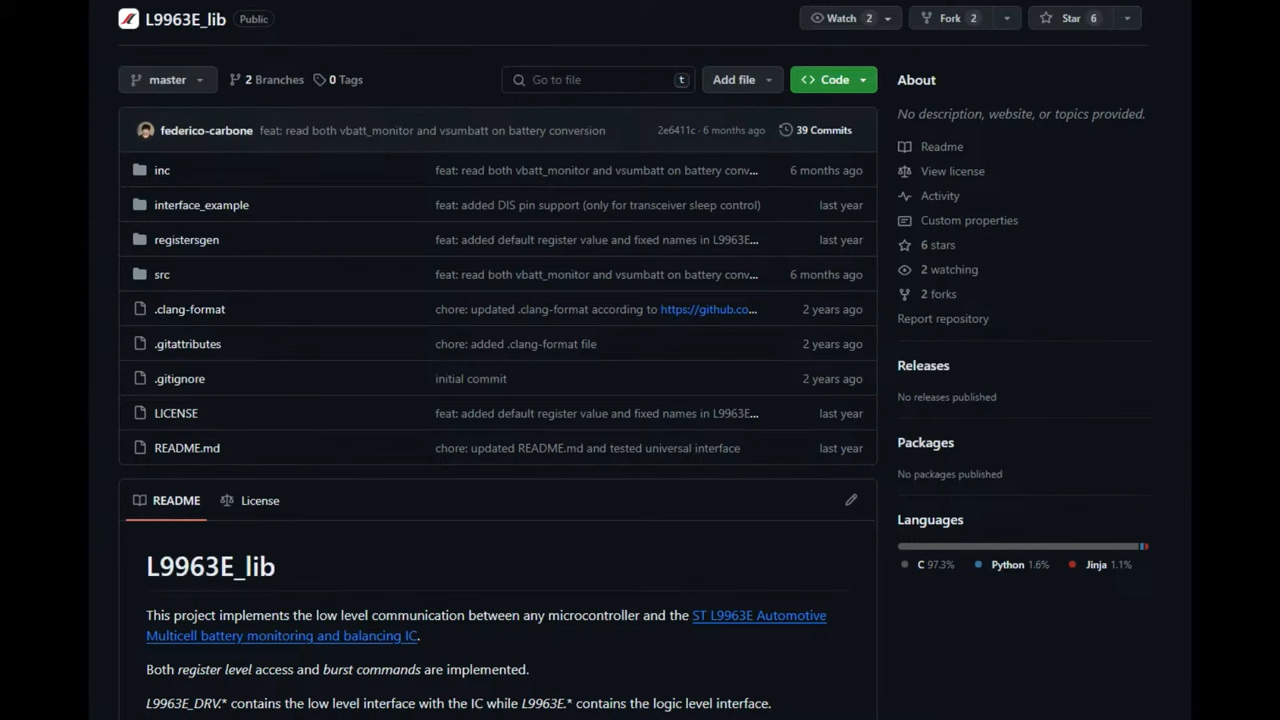 L9963E_lib Public
Watch 2 Fork 2 Star 6
master 2 Branches 0 Tags Go to file t Add file Code
federico-carbone feat: read both vbatt_monitor and vsumbatt on battery conversion 2e6411c · 6 months ago 39 Commits
inc feat: read both vbatt_monitor and vsumbatt on battery conv... 6 months ago
interface_example feat: added DIS pin support (only for transceiver sleep control) last year
registersgen feat: added default register value and fixed names in L9963E... last year
src feat: read both vbatt_monitor and vsumbatt on battery conv... 6 months ago
.clang-format chore: updated .clang-format according to https://github.co... 2 years ago
.gitattributes chore: added .clang-format file 2 years ago
.gitignore initial commit 2 years ago
LICENSE feat: added default register value and fixed names in L9963E... last year
README.md chore: updated README.md and tested universal interface last year
README License
L9963E_lib
This project implements the low level communication between any microcontroller and the ST L9963E Automotive
Multicell battery monitoring and balancing IC.
Both register level access and burst commands are implemented.
L9963E_DRV.* contains the low level interface with the IC while L9963E.* contains the logic level interface.
About
No description, website, or topics provided.
Readme
View license
Activity
Custom properties
6 stars
2 watching
2 forks
Report repository
Releases
No releases published
Packages
No packages published
Languages
C 97.3% Python 1.6% Jinja 1.1%